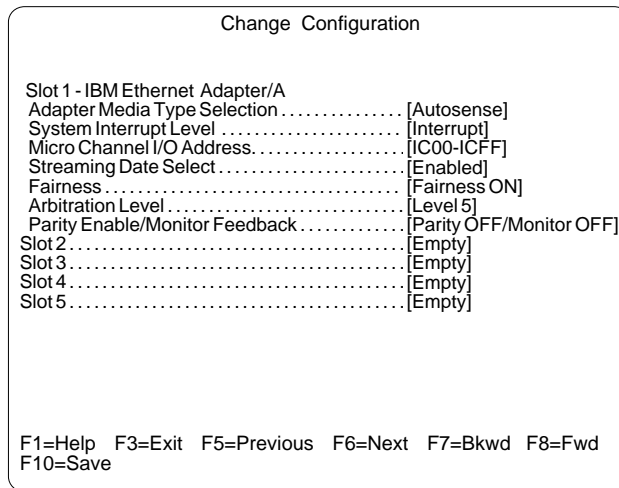 Change Configuration
Slot 1 - IBM Ethernet Adapter/A
Adapter Media Type Selection ............... [Autosense]
System Interrupt Level ...................... [Interrupt]
Micro Channel I/O Address.................. [IC00-ICFF]
Streaming Date Select ....................... [Enabled]
Fairness .................................... [Fairness ON]
Arbitration Level ............................. [Level 5]
Parity Enable/Monitor Feedback ............. [Parity OFF/Monitor OFF]
Slot 2 ......................................... [Empty]
Slot 3 ......................................... [Empty]
Slot 4 ......................................... [Empty]
Slot 5 ......................................... [Empty]
F1=Help F3=Exit F5=Previous F6=Next F7=Bkwd F8=Fwd
F10=Save